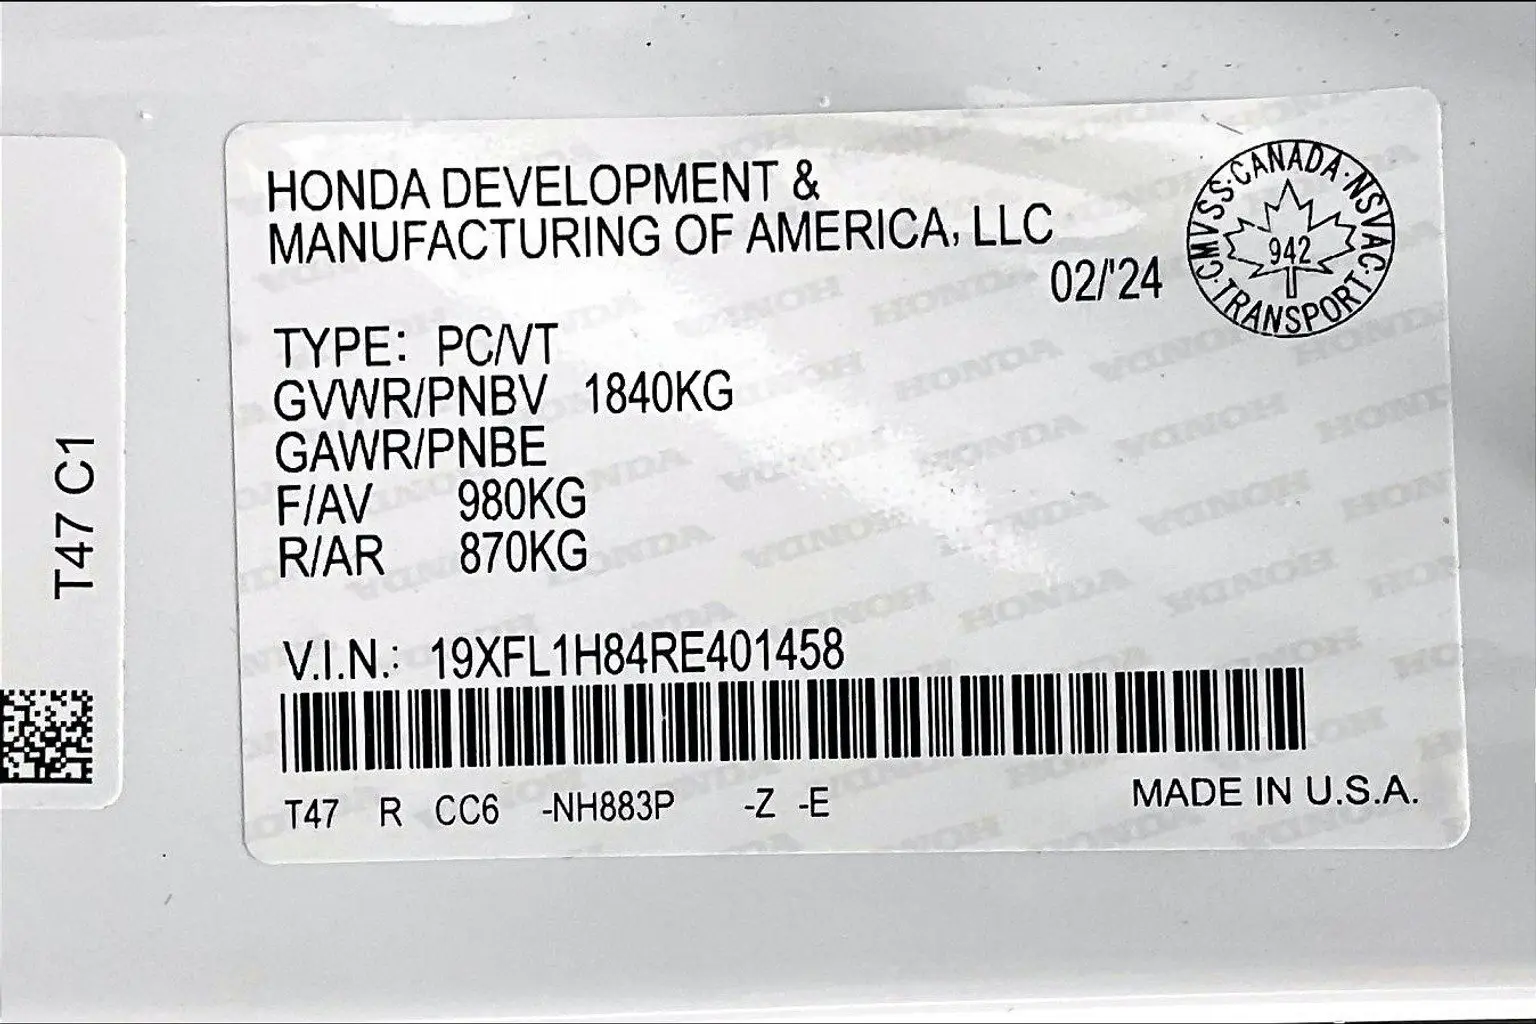 HONDA DEVELOPMENT &
MANUFACTURING OF AMERICA, LLC
02/'24
CMVSS·CANADA·NSVAC·TRANSPORT·
942
TYPE: PC/VT
GVWR/PNBV 1840KG
GAWR/PNBE
F/AV 980KG
R/AR 870KG
V.I.N.: 19XFL1H84RE401458
T47 R CC6 -NH883P -Z -E
MADE IN U.S.A.
T47 C1